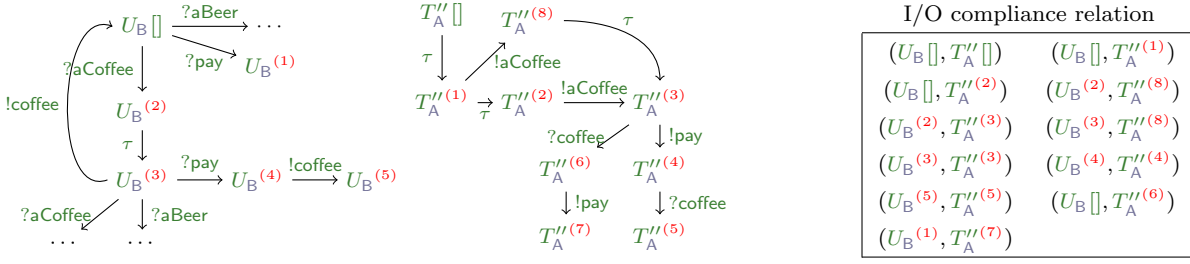 U_B[] ?aBeer ···
?aCoffee ?pay U_B^(1)
!coffee
U_B^(2)
τ
U_B^(3) ?pay U_B^(4) !coffee U_B^(5)
?aCoffee ?aBeer
··· ···
T''_A[] T''_A^(8) τ
τ !aCoffee
T''_A^(1) τ T''_A^(2) !aCoffee T''_A^(3)
?coffee !pay
T''_A^(6) T''_A^(4)
!pay ?coffee
T''_A^(7) T''_A^(5)
I/O compliance relation
(U_B[], T''_A[]) (U_B[], T''_A^(1))
(U_B[], T''_A^(2)) (U_B^(2), T''_A^(8))
(U_B^(2), T''_A^(3)) (U_B^(3), T''_A^(8))
(U_B^(3), T''_A^(3)) (U_B^(4), T''_A^(4))
(U_B^(5), T''_A^(5)) (U_B[], T''_A^(6))
(U_B^(1), T''_A^(7))